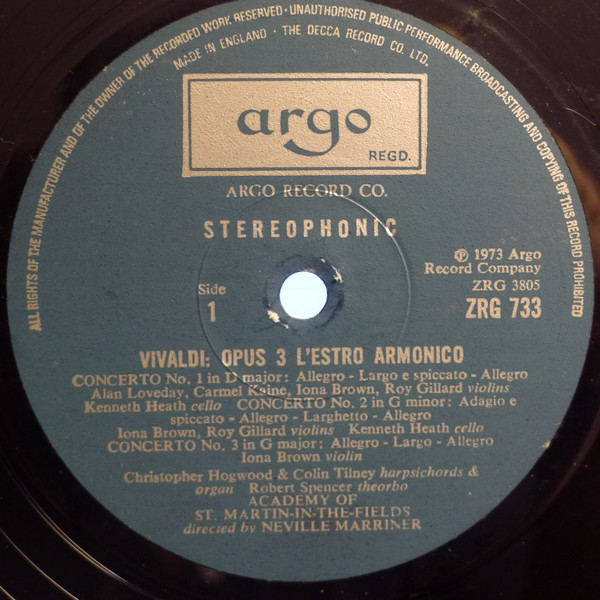 ALL RIGHTS OF THE MANUFACTURER AND OF THE OWNER OF THE RECORDED WORK RESERVED · UNAUTHORISED PUBLIC PERFORMANCE BROADCASTING AND COPYING OF THIS RECORD PROHIBITED
MADE IN ENGLAND · THE DECCA RECORD CO. LTD.
argo
REGD.
ARGO RECORD CO.
STEREOPHONIC
℗ 1973 Argo
Record Company
ZRG 3805
ZRG 733
Side
1
VIVALDI: OPUS 3 L'ESTRO ARMONICO
CONCERTO No. 1 in D major: Allegro - Largo e spiccato - Allegro
Alan Loveday, Carmel Kaine, Iona Brown, Roy Gillard violins
Kenneth Heath cello CONCERTO No. 2 in G minor: Adagio e
spiccato - Allegro - Larghetto - Allegro
Iona Brown, Roy Gillard violins Kenneth Heath cello
CONCERTO No. 3 in G major: Allegro - Largo - Allegro
Iona Brown violin
Christopher Hogwood & Colin Tilney harpsichords &
organ Robert Spencer theorbo
ACADEMY OF
ST. MARTIN-IN-THE-FIELDS
directed by NEVILLE MARRINER